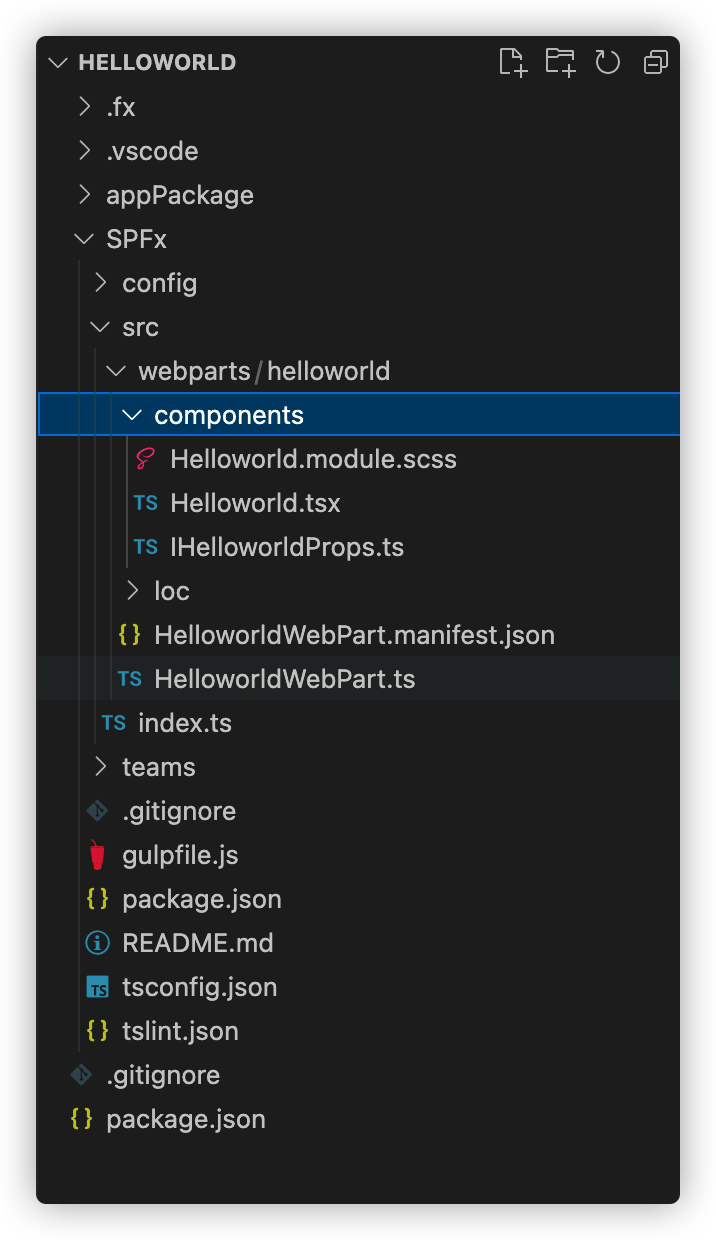 HELLOWORLD
.fx
.vscode
appPackage
SPFx
config
src
webparts/helloworld
components
Helloworld.module.scss
TS Helloworld.tsx
TS IHelloworldProps.ts
loc
{} HelloworldWebPart.manifest.json
TS HelloworldWebPart.ts
TS index.ts
teams
.gitignore
gulpfile.js
{} package.json
README.md
TS tsconfig.json
{} tslint.json
.gitignore
{} package.json